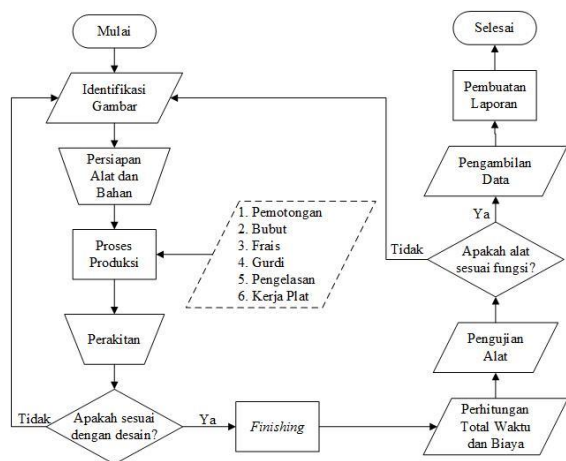 Mulai
Identifikasi
Gambar
Persiapan
Alat dan
Bahan
Proses
Produksi
1. Pemotongan
2. Bubut
3. Frais
4. Gurdi
5. Pengelasan
6. Kerja Plat
Perakitan
Apakah sesuai
dengan desain?
Tidak
Ya
Finishing
Perhitungan
Total Waktu
dan Biaya
Pengujian
Alat
Apakah alat
sesuai fungsi?
Tidak
Ya
Pengambilan
Data
Pembuatan
Laporan
Selesai